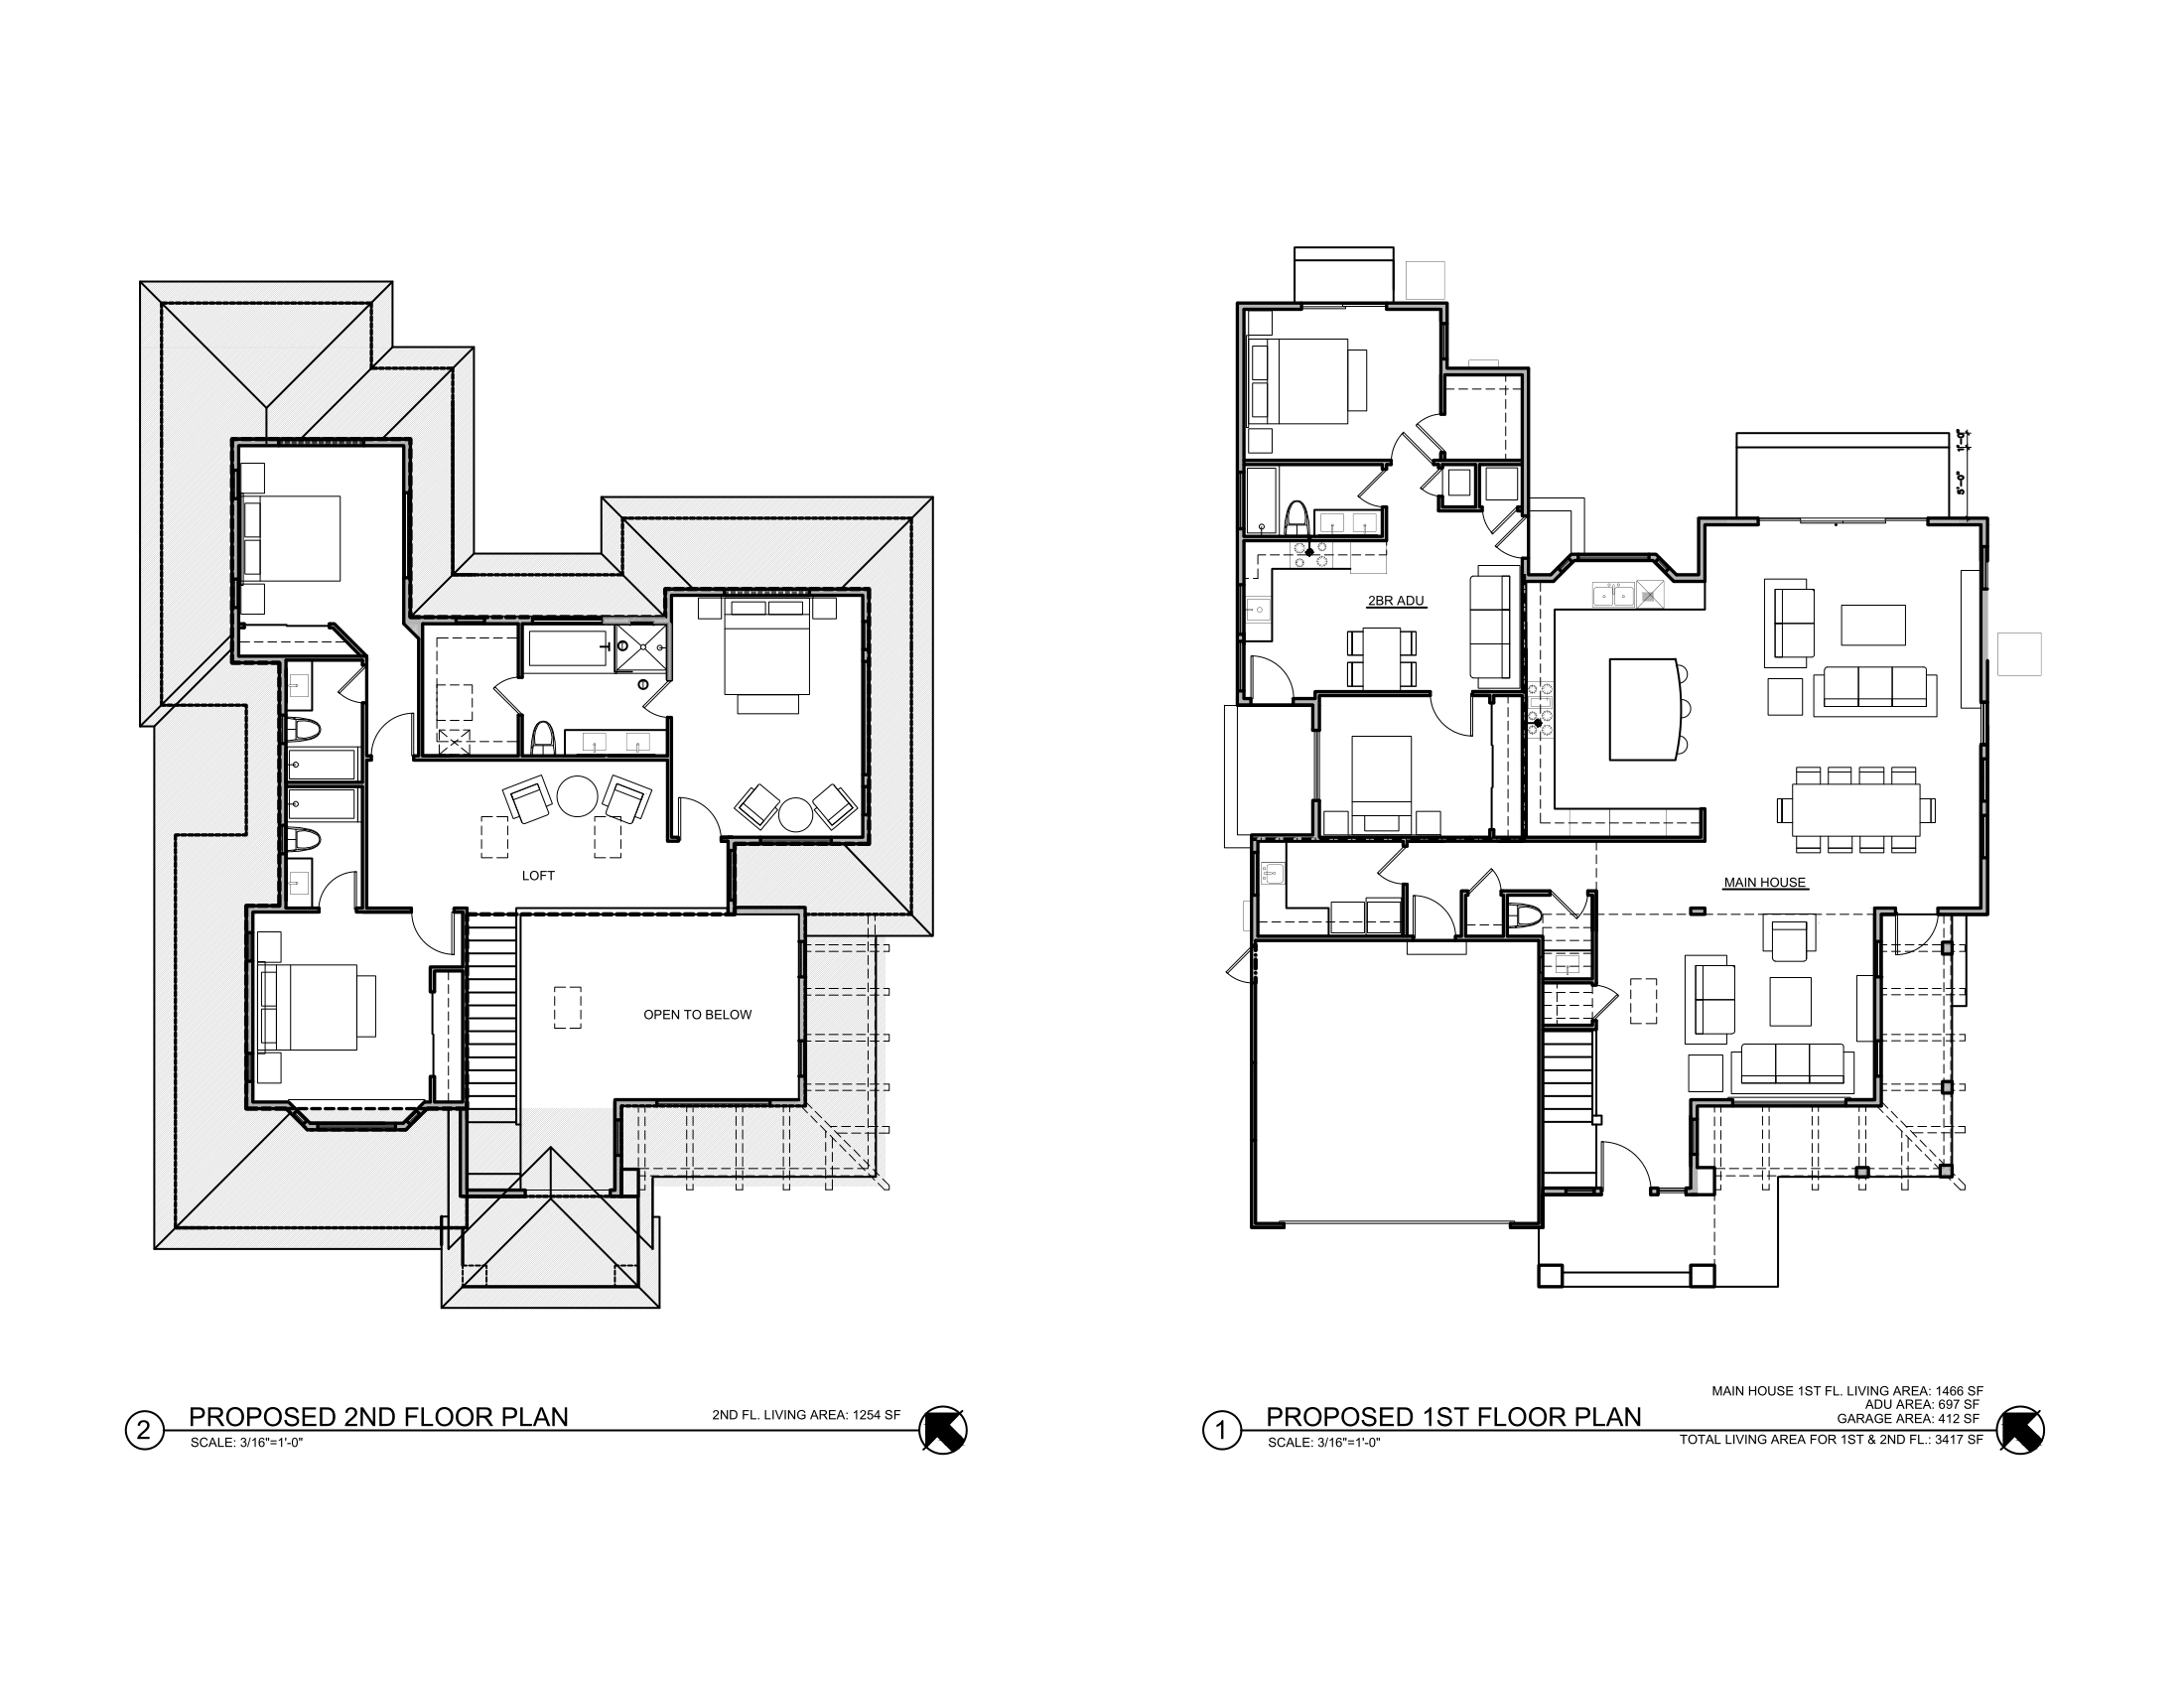 LOFT
OPEN TO BELOW
2
PROPOSED 2ND FLOOR PLAN
2ND FL. LIVING AREA: 1254 SF
SCALE: 3/16"=1'-0"
1'-0"
5'-0"
2BR ADU
MAIN HOUSE
1
PROPOSED 1ST FLOOR PLAN
SCALE: 3/16"=1'-0"
MAIN HOUSE 1ST FL. LIVING AREA: 1466 SF
ADU AREA: 697 SF
GARAGE AREA: 412 SF
TOTAL LIVING AREA FOR 1ST & 2ND FL.: 3417 SF